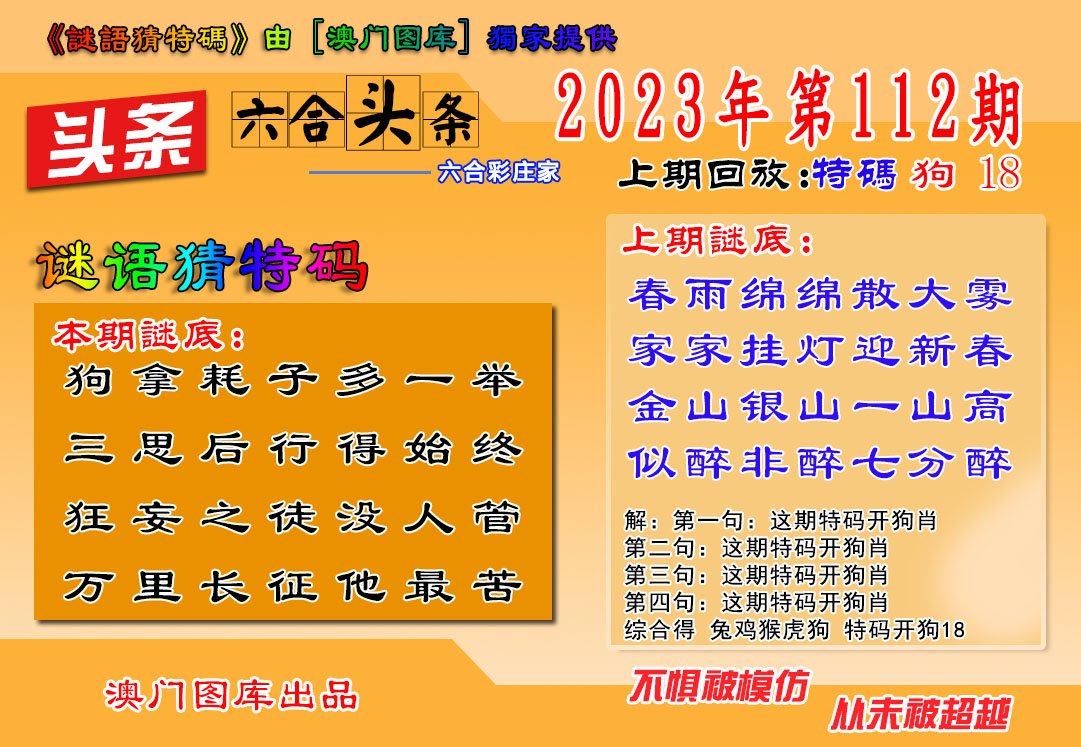 《謎語猜特碼》由［澳门图库］獨家提供
头条
六合头条
六合彩庄家
2023年第112期
上期回放:特碼 狗 18
谜语猜特码
本期謎底：
狗拿耗子多一举
三思后行得始终
狂妄之徒没人管
万里长征他最苦
上期謎底：
春雨绵绵散大雾
家家挂灯迎新春
金山银山一山高
似醉非醉七分醉
解：第一句：这期特码开狗肖
第二句：这期特码开狗肖
第三句：这期特码开狗肖
第四句：这期特码开狗肖
综合得 兔鸡猴虎狗 特码开狗18
澳门图库出品
不惧被模仿
从未被超越